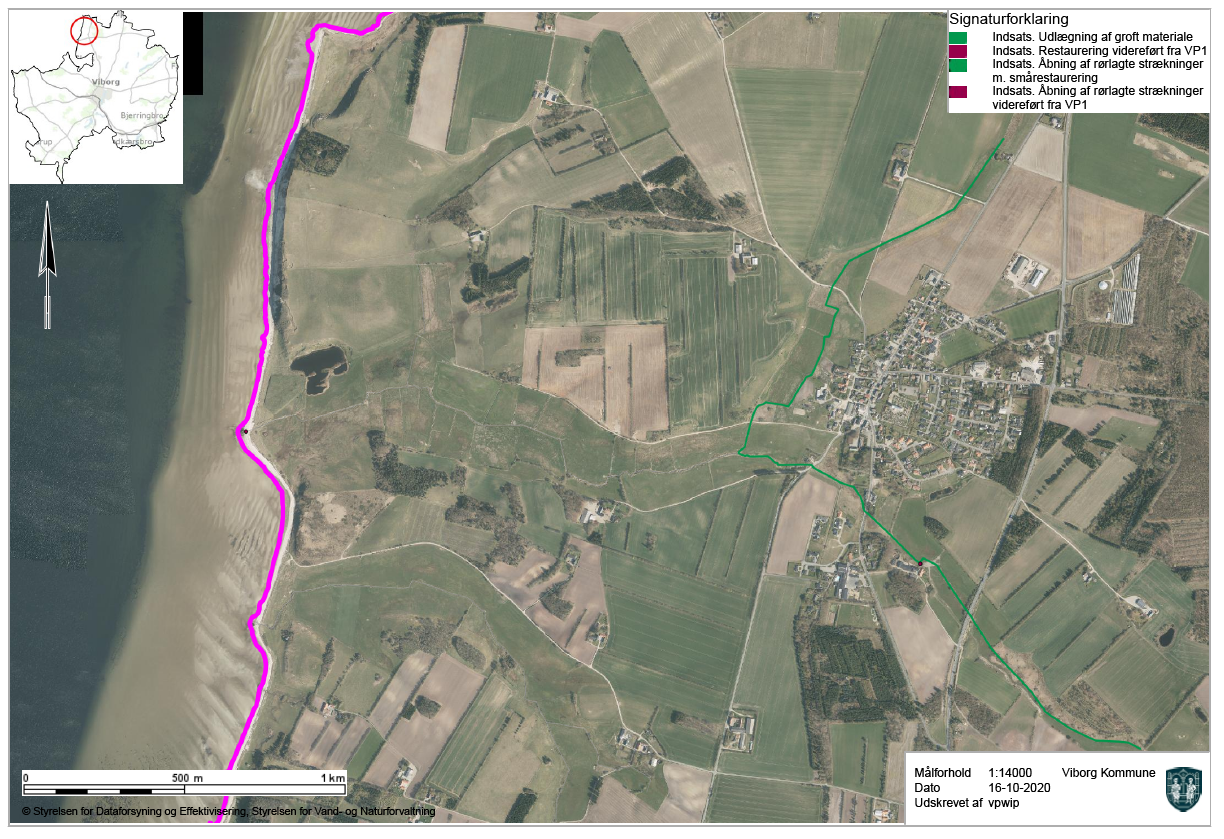 Signaturforklaring
Indsats. Udlægning af groft materiale
Indsats. Restaurering videreført fra VP1
Indsats. Åbning af rørlagte strækninger
m. smårestaurering
Indsats. Åbning af rørlagte strækninger
videreført fra VP1
Viborg
Bjerringbro
rup
0
500 m
1 km
© Styrelsen for Dataforsyning og Effektivisering, Styrelsen for Vand- og Naturforvaltning
Målforhold 1:14000 Viborg Kommune
Dato 16-10-2020
Udskrevet af vpwip